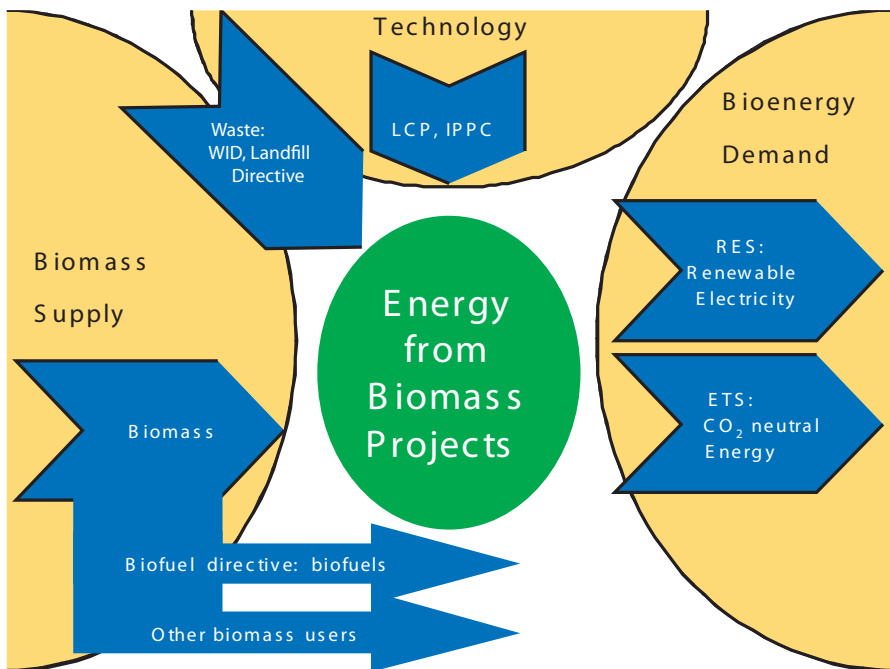 Technology
LCP, IPPC
Waste:
WID, Landfill
Directive
Bioenergy
Demand
Biomass
Supply
RES:
Renewable
Electricity
Energy
from
Biomass
Projects
ETS:
CO₂ neutral
Energy
Biomass
Biofuel directive: biofuels
Other biomass users